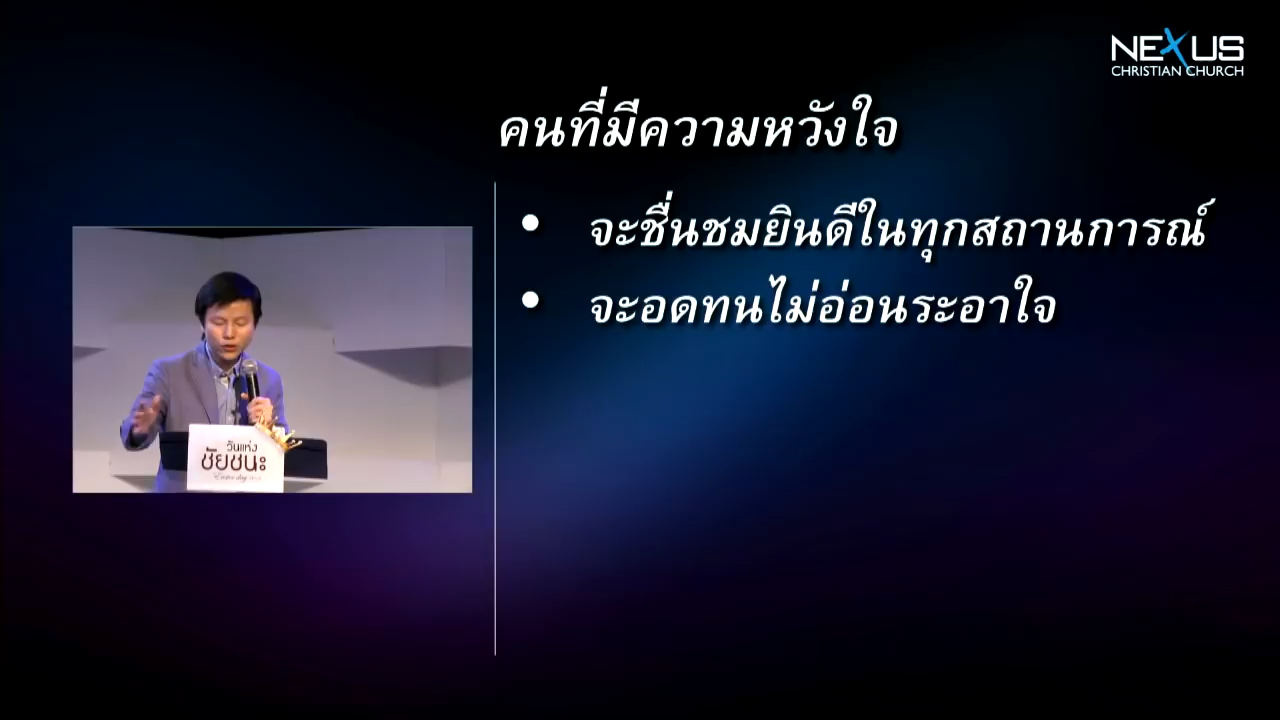 NEXUS
CHRISTIAN CHURCH
คนที่มีความหวังใจ
• จะชื่นชมยินดีในทุกสถานการณ์
• จะอดทนไม่อ่อนระอาใจ
วันแห่ง
ชัยชนะ